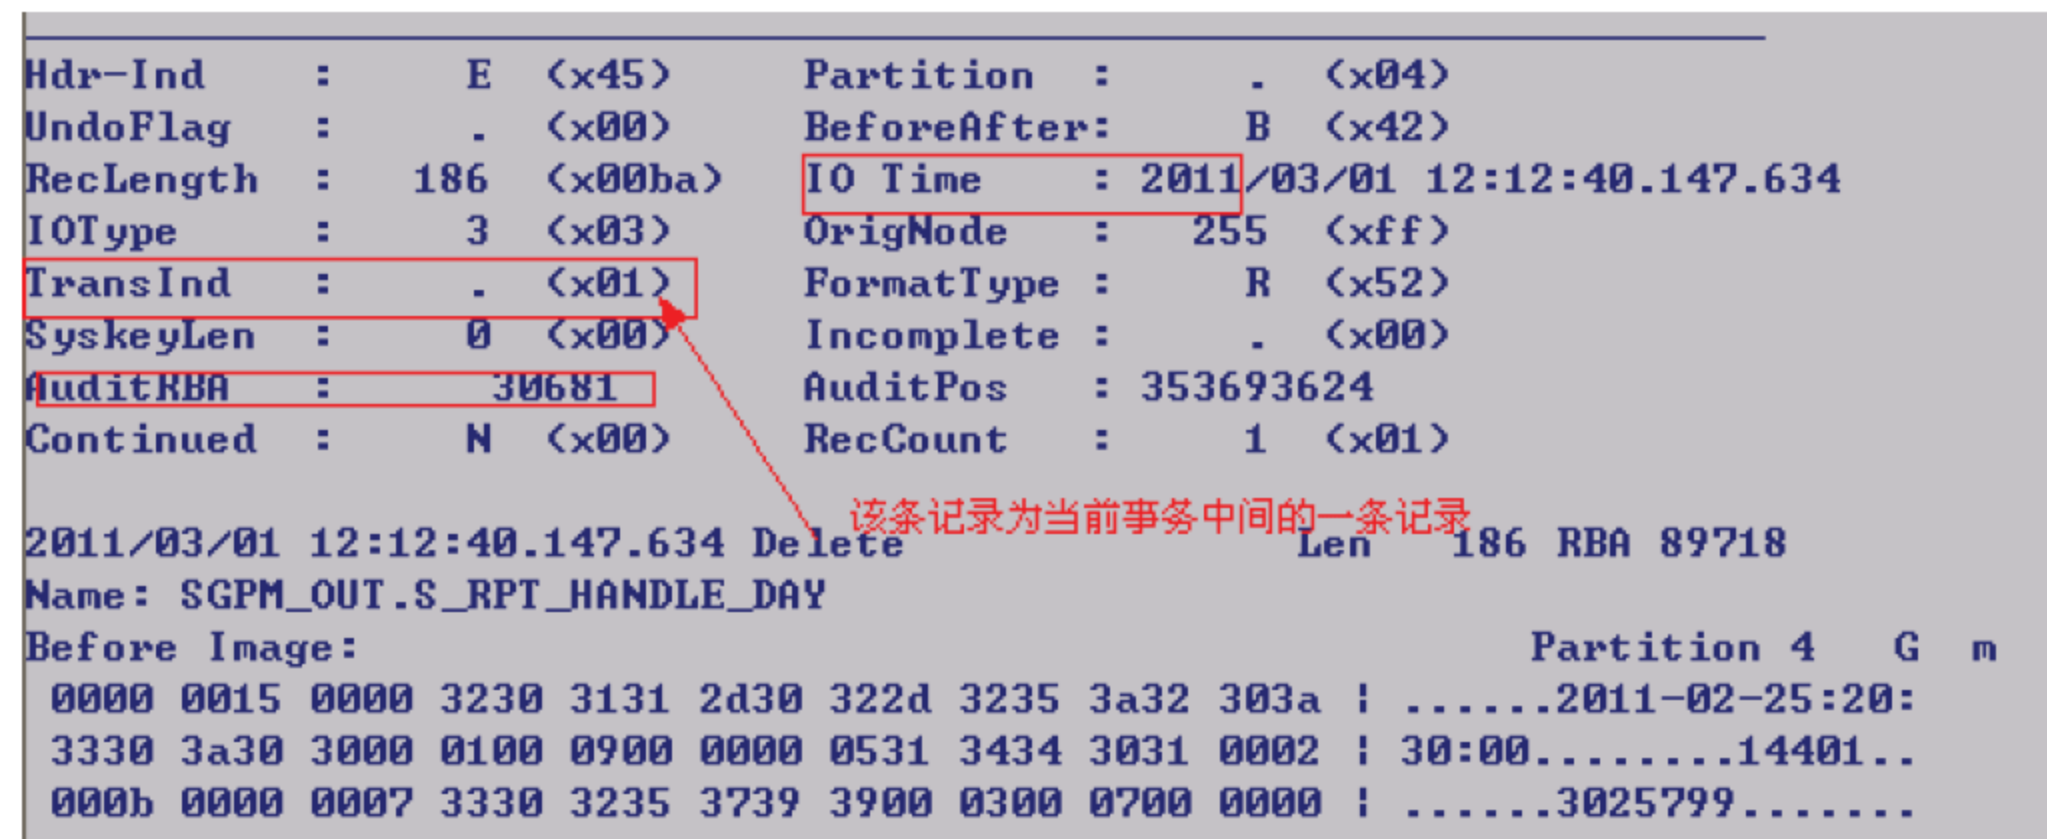 Hdr-Ind : E (x45) Partition : . (x04)
UndoFlag : . (x00) BeforeAfter: B (x42)
RecLength : 186 (x00ba) IO Time : 2011/03/01 12:12:40.147.634
IOType : 3 (x03) OrigNode : 255 (xff)
TransInd : . (x01) FormatType : R (x52)
SyskeyLen : 0 (x00) Incomplete : . (x00)
AuditRBA : 30681 AuditPos : 353693624
Continued : N (x00) RecCount : 1 (x01)
该条记录为当前事务中间的一条记录
2011/03/01 12:12:40.147.634 Delete Len 186 RBA 89718
Name: SGPM_OUT.S_RPT_HANDLE_DAY
Before Image: Partition 4 G m
0000 0015 0000 3230 3131 2d30 322d 3235 3a32 303a | ......2011-02-25:20:
3330 3a30 3000 0100 0900 0000 0531 3434 3031 0002 | 30:00........14401..
000b 0000 0007 3330 3235 3739 3900 0300 0700 0000 | ......3025799.......